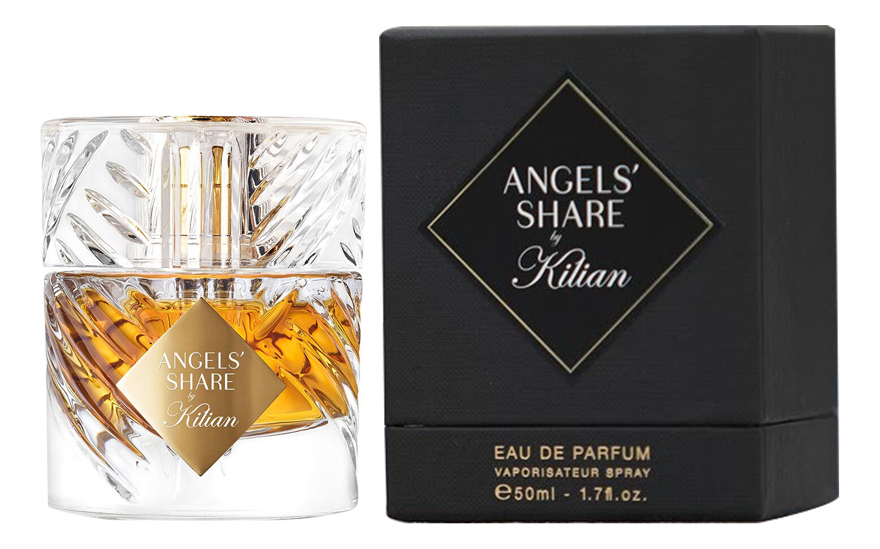 ANGELS’
SHARE
by
Kilian
ANGELS’
SHARE
by
Kilian
EAU DE PARFUM
VAPORISATEUR SPRAY
℮50ml - 1.7fl.oz.